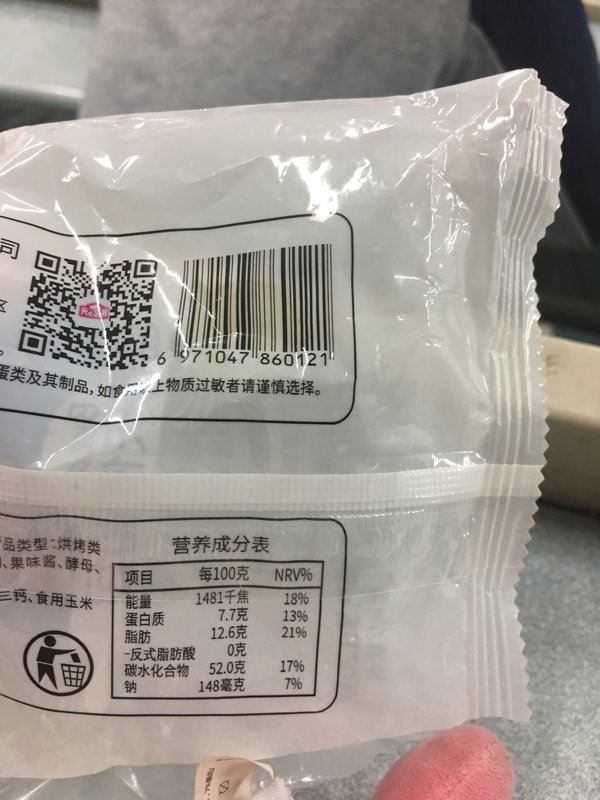 司
6 971047 860121
蛋类及其制品,如食用以上物质过敏者请谨慎选择。
品类型:烘烤类
果味酱、酵母、
三钙、食用玉米
营养成分表
项目 每100克 NRV%
能量 1481千焦 18%
蛋白质 7.7克 13%
脂肪 12.6克 21%
-反式脂肪酸 0克
碳水化合物 52.0克 17%
钠 148毫克 7%